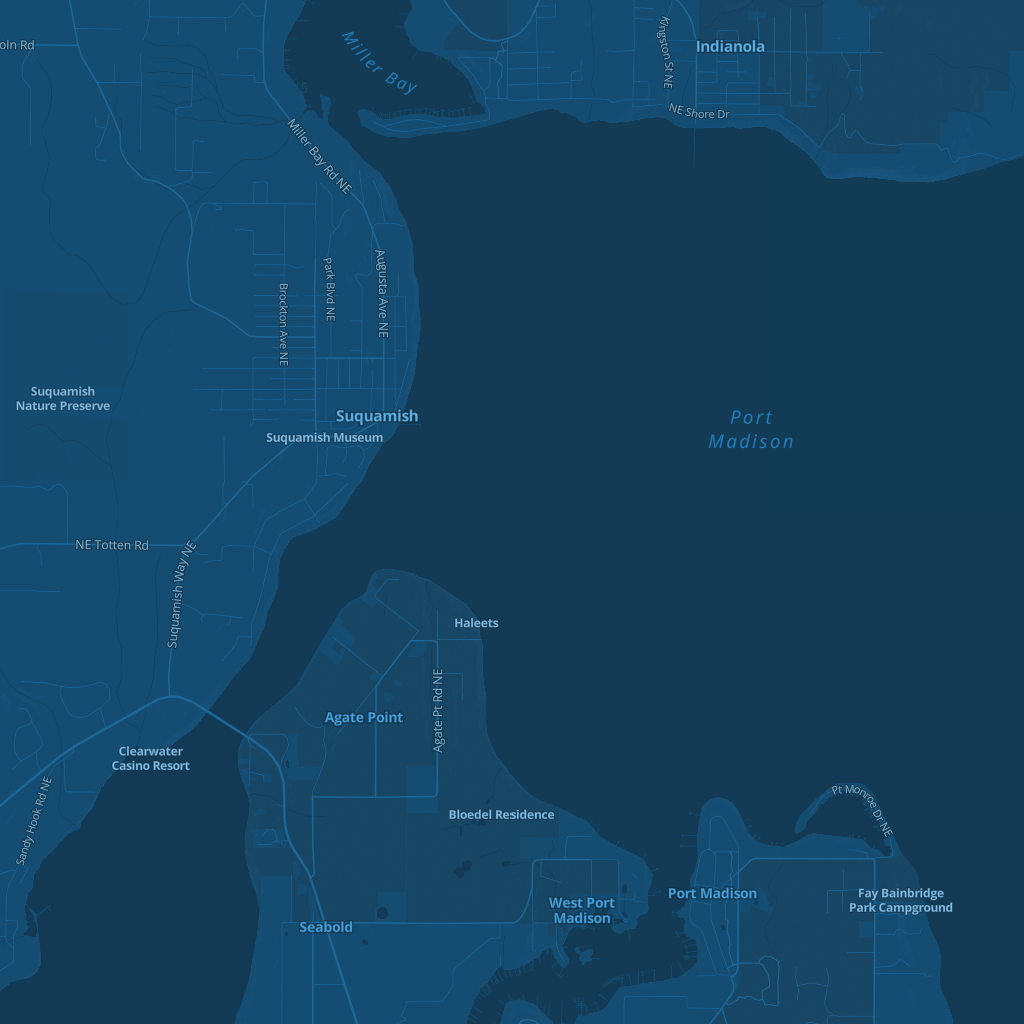 oln Rd
Miller Bay
Kingston St NE
Indianola
NE Shore Dr
Miller Bay Rd NE
Augusta Ave NE
Park Blvd NE
Brockton Ave NE
Suquamish
Nature Preserve
Suquamish
Suquamish Museum
Port
Madison
NE Totten Rd
Suquamish Way NE
Haleets
Agate Pt Rd NE
Agate Point
Clearwater
Casino Resort
Sandy Hook Rd NE
Bloedel Residence
Pt Monroe Dr NE
West Port
Madison
Port Madison
Fay Bainbridge
Park Campground
Seabold